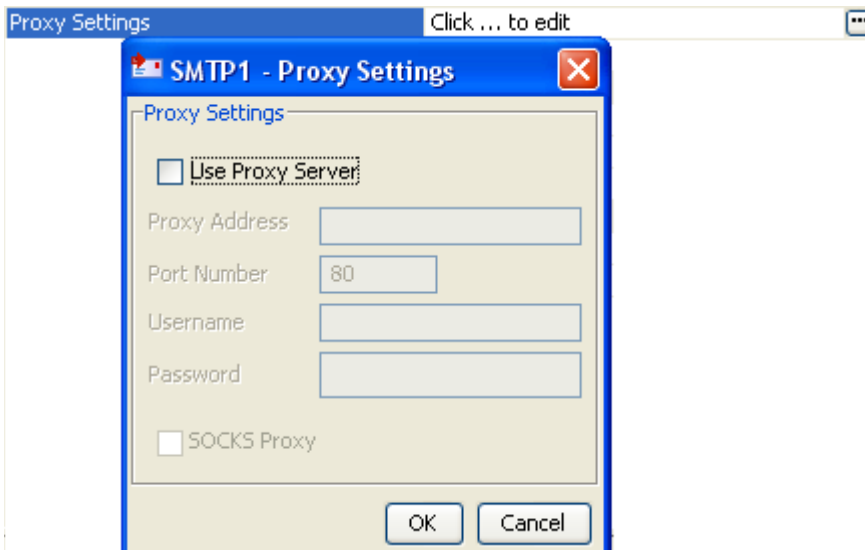 Proxy Settings Click ... to edit ...
SMTP1 - Proxy Settings
Proxy Settings
Use Proxy Server
Proxy Address
Port Number 80
Username
Password
SOCKS Proxy
OK Cancel